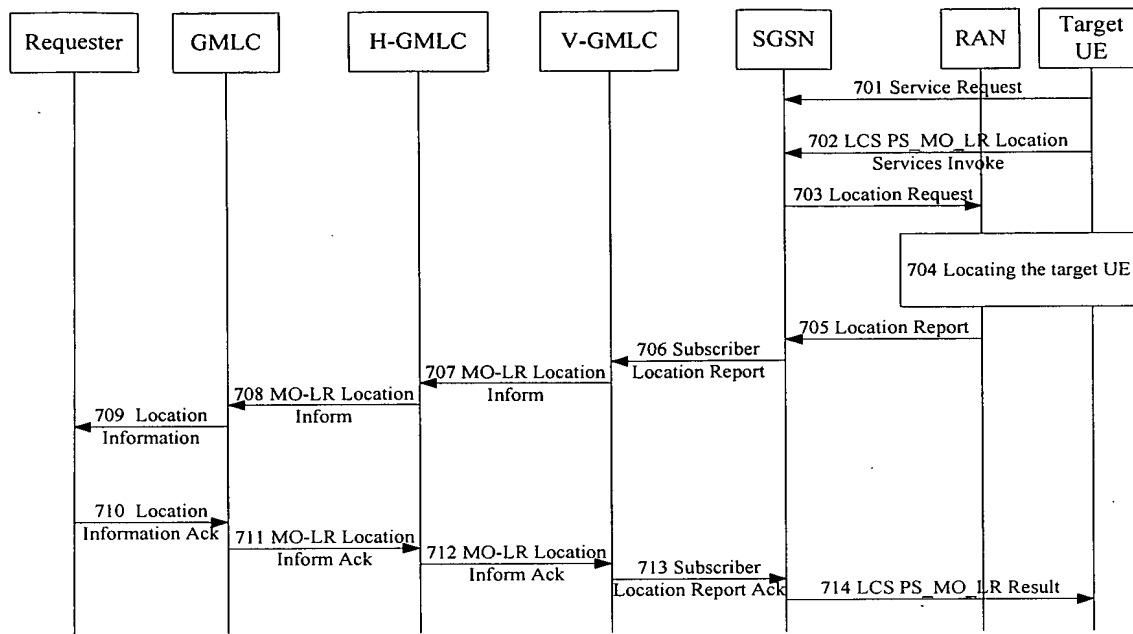 Requester
GMLC
H-GMLC
V-GMLC
SGSN
RAN
Target
UE
701 Service Request
702 LCS PS_MO_LR Location
Services Invoke
703 Location Request
704 Locating the target UE
705 Location Report
706 Subscriber
Location Report
707 MO-LR Location
Inform
708 MO-LR Location
Inform
709 Location
Information
710 Location
Information Ack
711 MO-LR Location
Inform Ack
712 MO-LR Location
Inform Ack
713 Subscriber
Location Report Ack
714 LCS PS_MO_LR Result